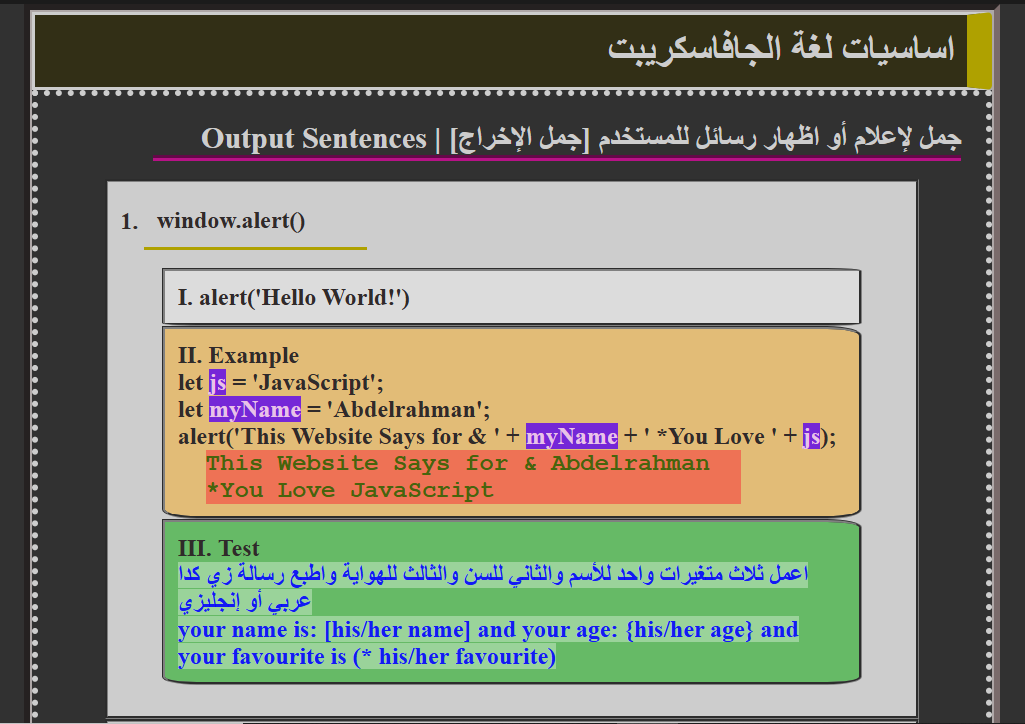 اساسيات لغة الجافاسكريبت
جمل لإعلام أو اظهار رسائل للمستخدم [جمل الإخراج] | Output Sentences
1. window.alert()
I. alert('Hello World!')
II. Example
let js = 'JavaScript';
let myName = 'Abdelrahman';
alert('This Website Says for & ' + myName + ' *You Love ' + js);
This Website Says for & Abdelrahman
*You Love JavaScript
III. Test
اعمل ثلاث متغيرات واحد للأسم والثاني للسن والثالث للهواية واطبع رسالة زي كدا
عربي أو إنجليزي
your name is: [his/her name] and your age: {his/her age} and
your favourite is (* his/her favourite)